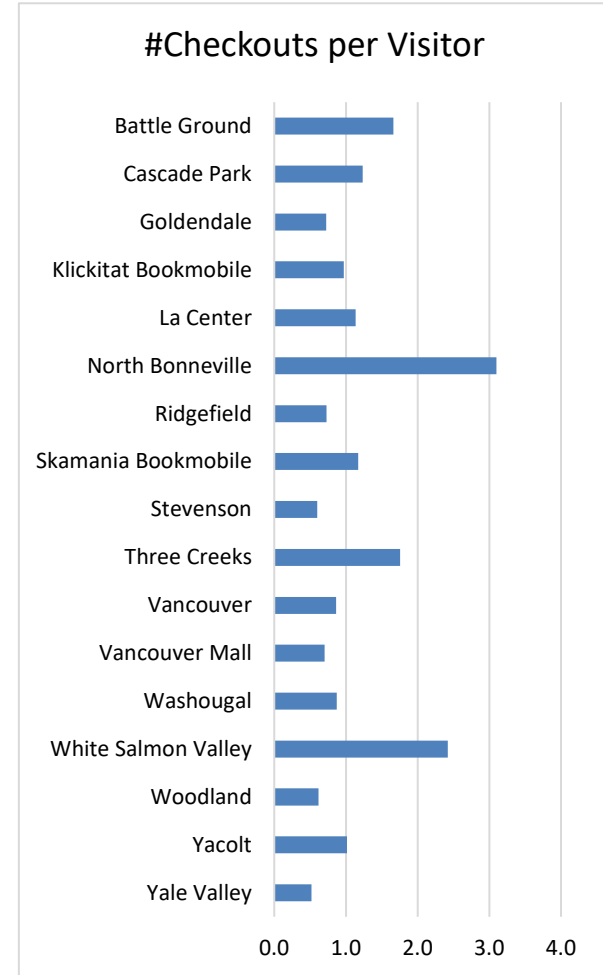 #Checkouts per Visitor
Battle Ground
Cascade Park
Goldendale
Klickitat Bookmobile
La Center
North Bonneville
Ridgefield
Skamania Bookmobile
Stevenson
Three Creeks
Vancouver
Vancouver Mall
Washougal
White Salmon Valley
Woodland
Yacolt
Yale Valley
0.0 1.0 2.0 3.0 4.0